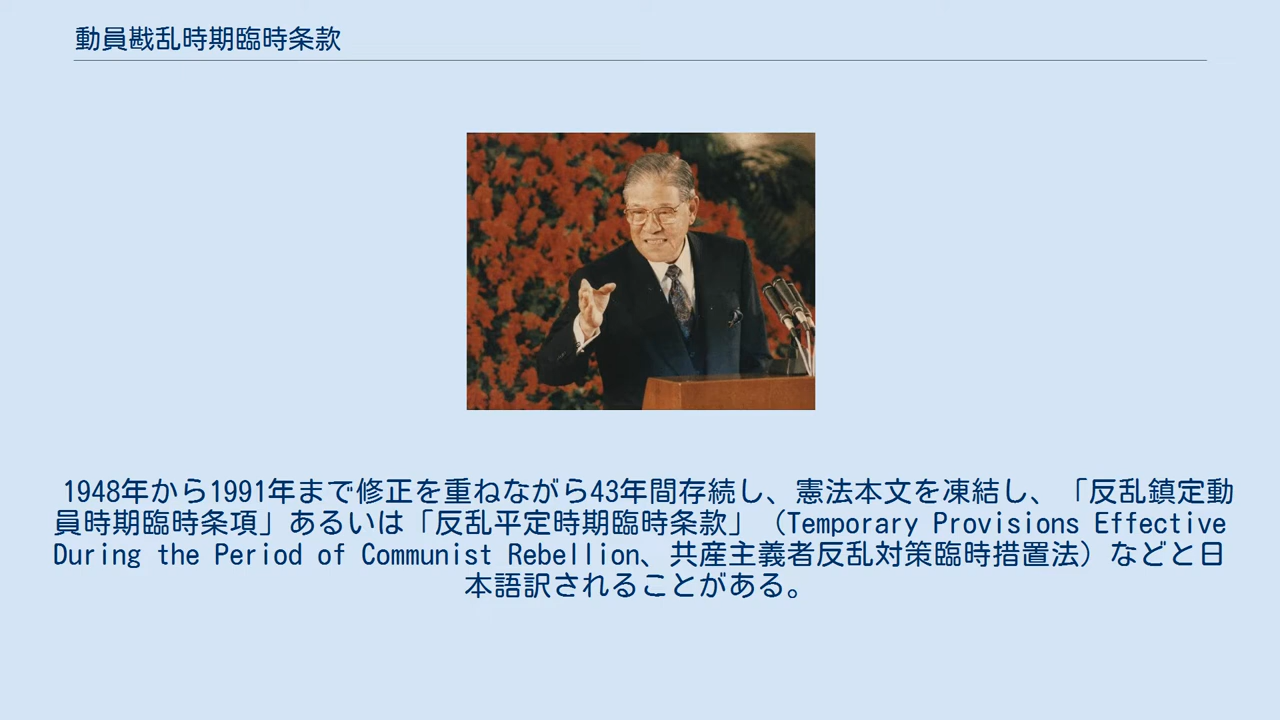 動員戡乱時期臨時条款
1948年から1991年まで修正を重ねながら43年間存続し、憲法本文を凍結し、「反乱鎮定動
員時期臨時条項」あるいは「反乱平定時期臨時条款」（Temporary Provisions Effective
During the Period of Communist Rebellion、共産主義者反乱対策臨時措置法）などと日
本語訳されることがある。